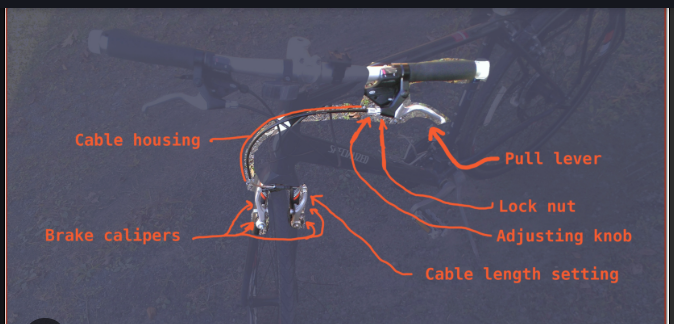 Cable housing
Pull lever
Lock nut
Brake calipers
Adjusting knob
Cable length setting